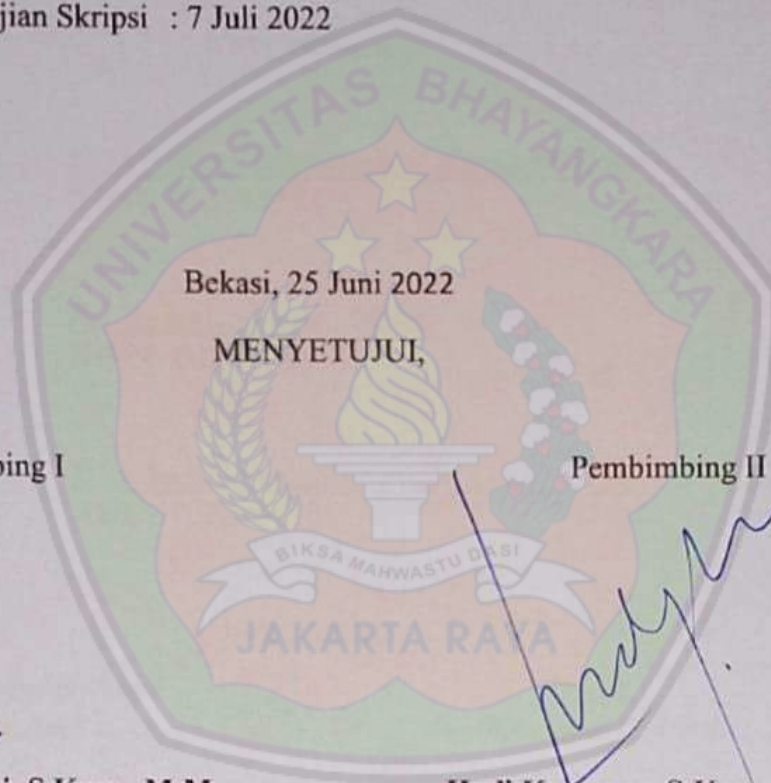 jian Skripsi : 7 Juli 2022
UNIVERSITAS BHAYANGKARA
Bekasi, 25 Juni 2022
MENYETUJUI,
bing I
Pembimbing II
BIKSA MAHWASTU DASI
JAKARTA RAYA